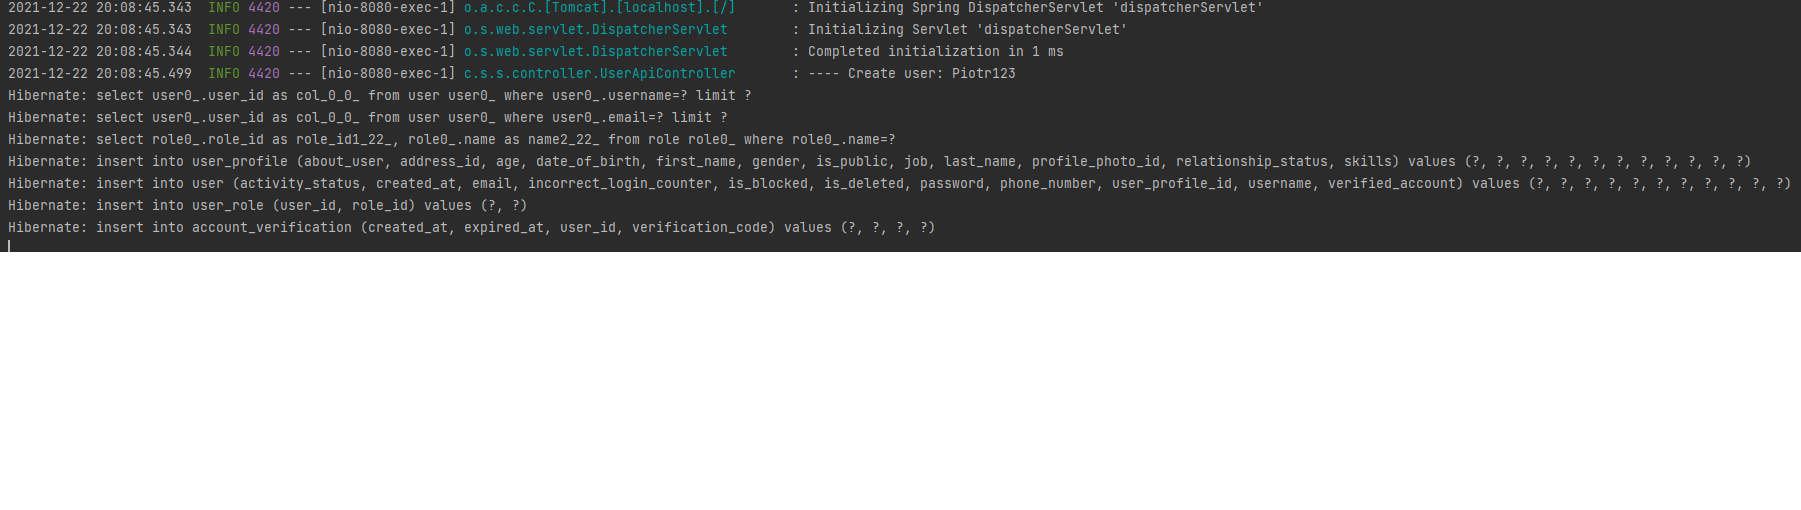 2021-12-22 20:08:45.343  INFO 4420 --- [nio-8080-exec-1] o.a.c.c.C.[Tomcat].[localhost].[/]       : Initializing Spring DispatcherServlet 'dispatcherServlet'
2021-12-22 20:08:45.343  INFO 4420 --- [nio-8080-exec-1] o.s.web.servlet.DispatcherServlet        : Initializing Servlet 'dispatcherServlet'
2021-12-22 20:08:45.344  INFO 4420 --- [nio-8080-exec-1] o.s.web.servlet.DispatcherServlet        : Completed initialization in 1 ms
2021-12-22 20:08:45.499  INFO 4420 --- [nio-8080-exec-1] c.s.s.controller.UserApiController       : ---- Create user: Piotr123
Hibernate: select user0_.user_id as col_0_0_ from user user0_ where user0_.username=? limit ?
Hibernate: select user0_.user_id as col_0_0_ from user user0_ where user0_.email=? limit ?
Hibernate: select role0_.role_id as role_id1_22_, role0_.name as name2_22_ from role role0_ where role0_.name=?
Hibernate: insert into user_profile (about_user, address_id, age, date_of_birth, first_name, gender, is_public, job, last_name, profile_photo_id, relationship_status, skills) values (?, ?, ?, ?, ?, ?, ?, ?, ?, ?, ?, ?)
Hibernate: insert into user (activity_status, created_at, email, incorrect_login_counter, is_blocked, is_deleted, password, phone_number, user_profile_id, username, verified_account) values (?, ?, ?, ?, ?, ?, ?, ?, ?, ?, ?)
Hibernate: insert into user_role (user_id, role_id) values (?, ?)
Hibernate: insert into account_verification (created_at, expired_at, user_id, verification_code) values (?, ?, ?, ?)